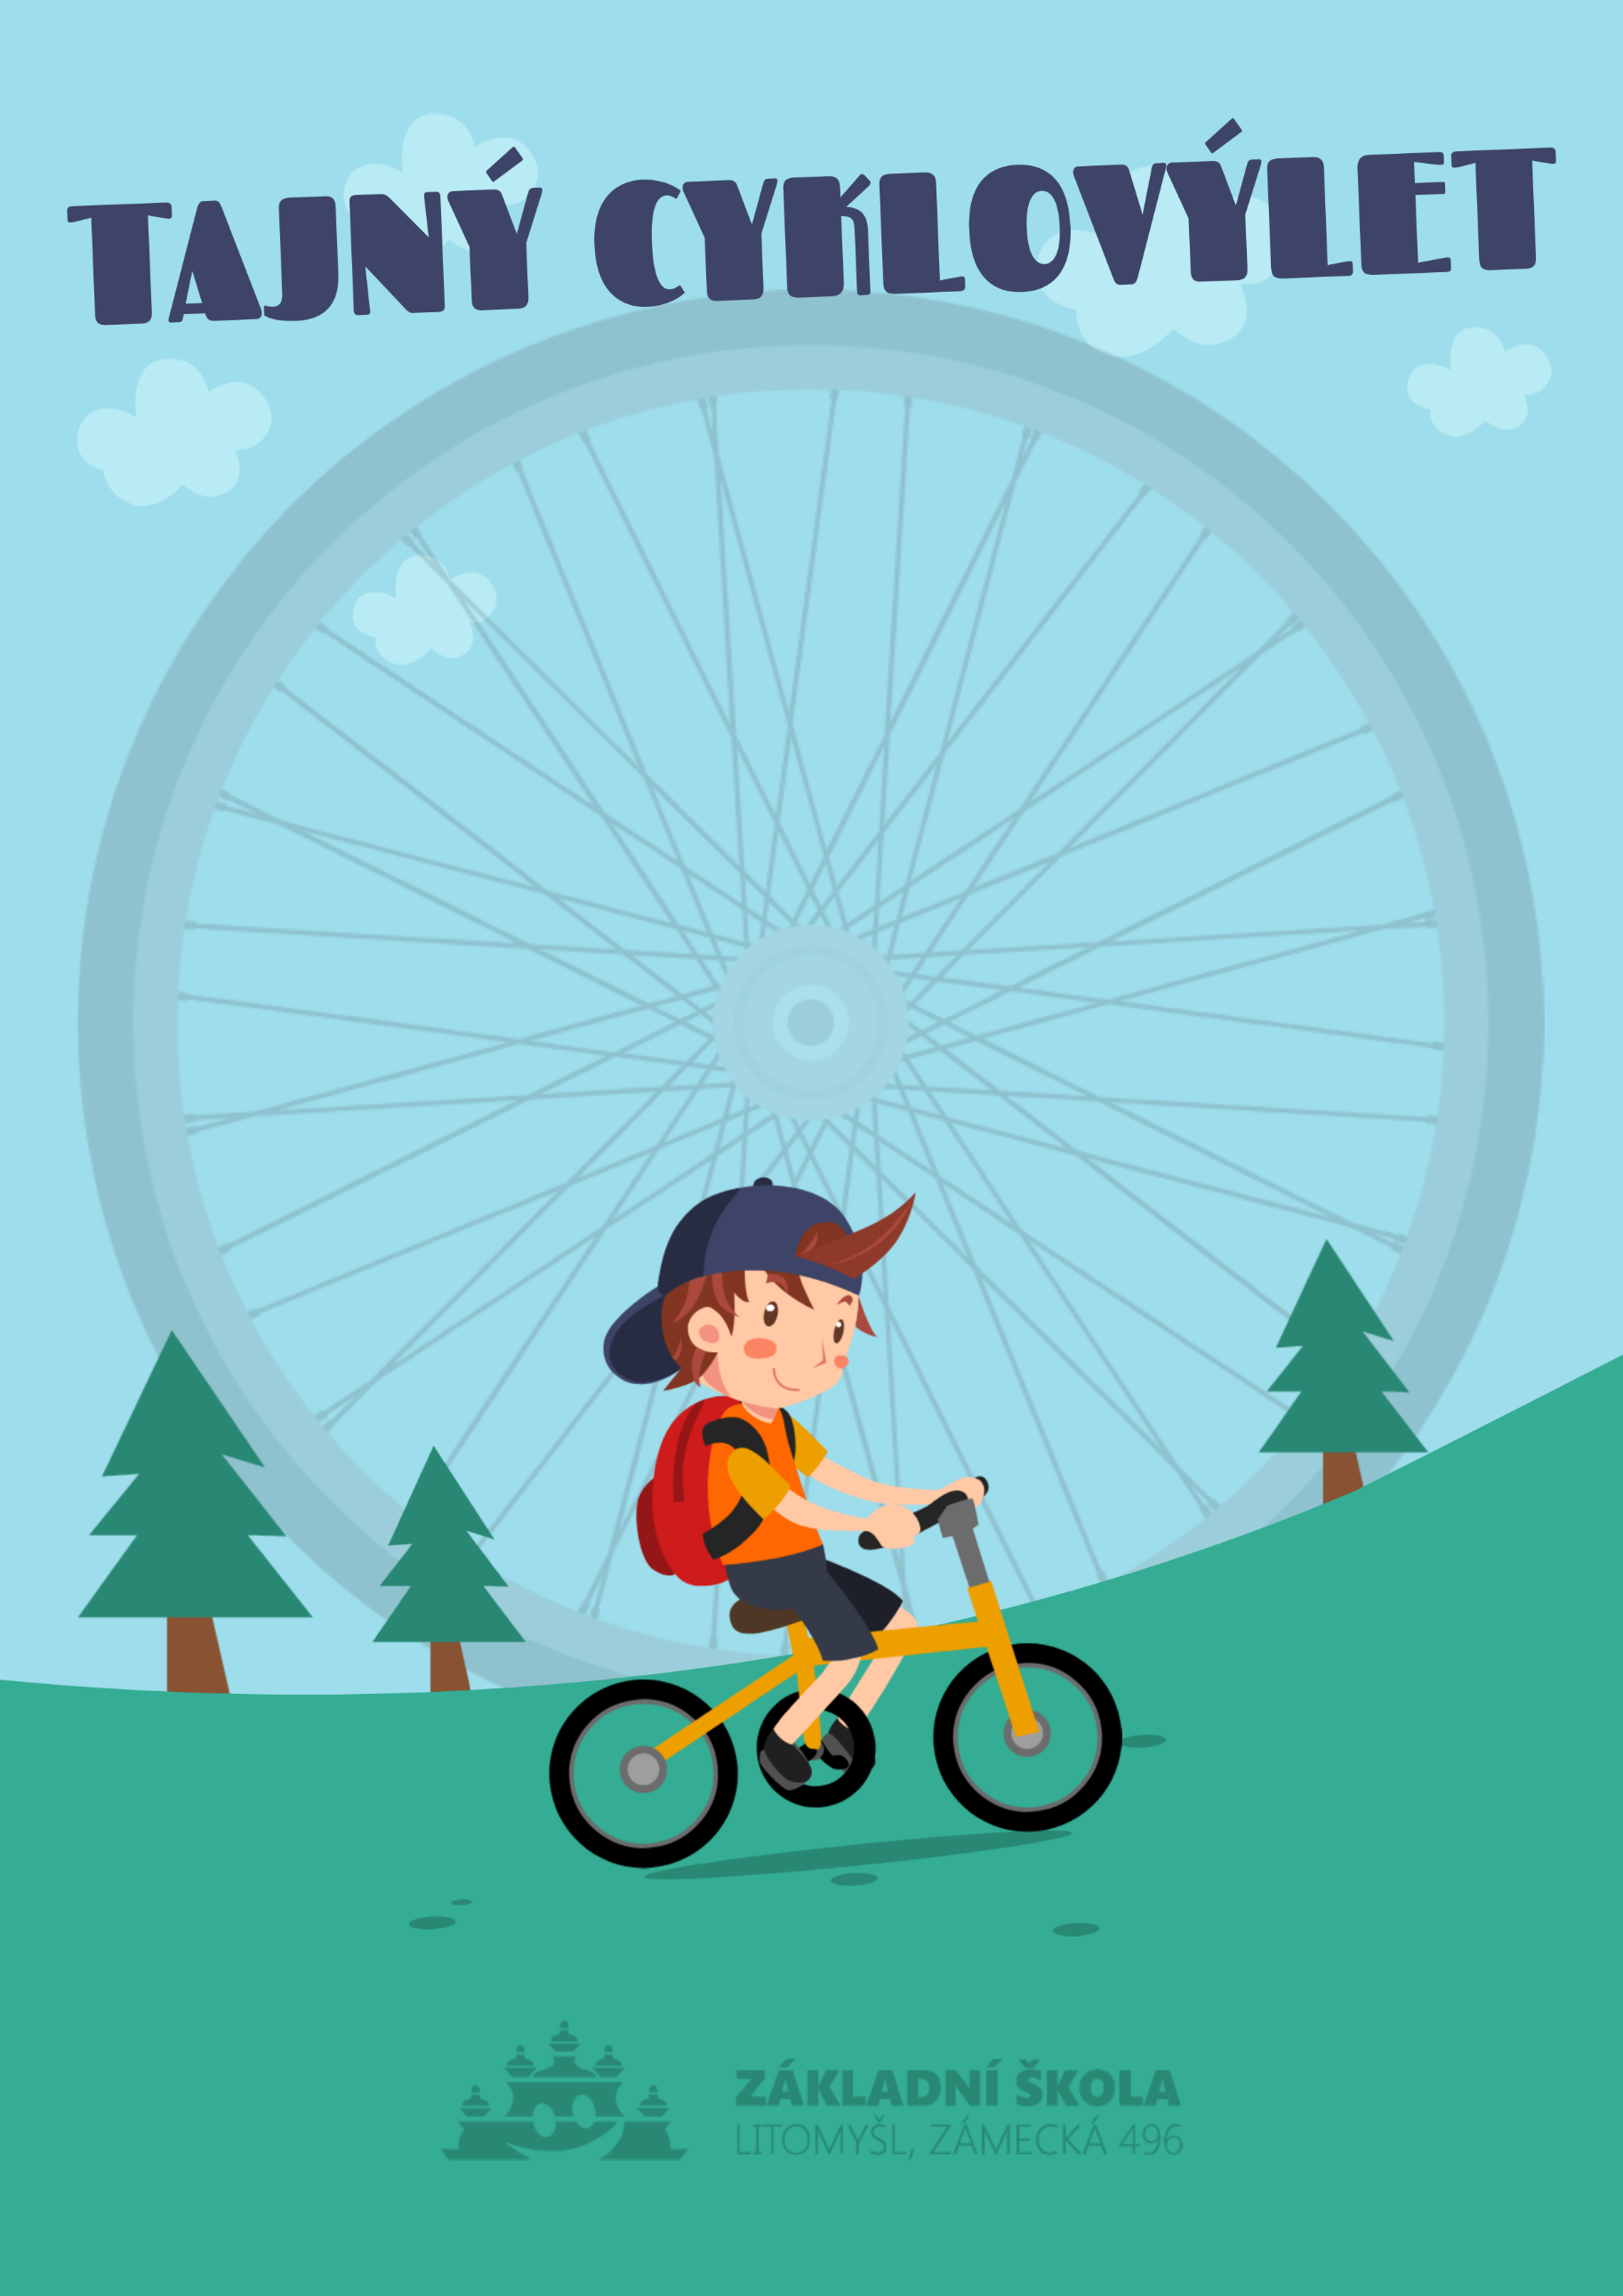 TAJNÝ CYKLOVÝLET
ZÁKLADNÍ ŠKOLA
LITOMYŠL, ZÁMECKÁ 496